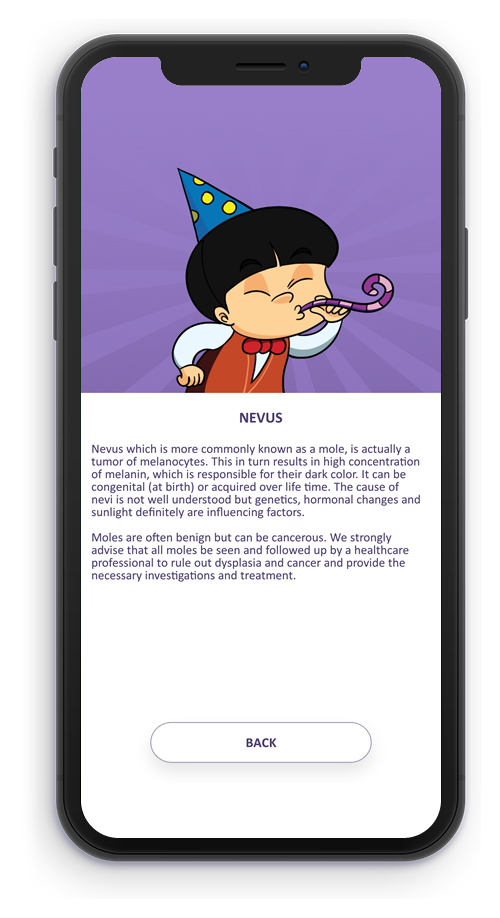 NEVUS
Nevus which is more commonly known as a mole, is actually a
tumor of melanocytes. This in turn results in high concentration
of melanin, which is responsible for their dark color. It can be
congenital (at birth) or acquired over life time. The cause of
nevi is not well understood but genetics, hormonal changes and
sunlight definitely are influencing factors.
Moles are often benign but can be cancerous. We strongly
advise that all moles be seen and followed up by a healthcare
professional to rule out dysplasia and cancer and provide the
necessary investigations and treatment.
BACK